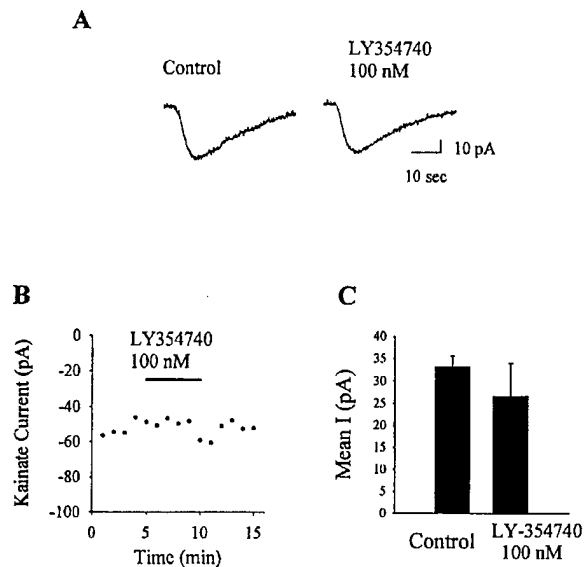 A
Control
LY354740
100 nM
10 pA
10 sec
B
LY354740
100 nM
Kainate Current (pA)
0
-20
-40
-60
-80
-100
0
5
10
15
Time (min)
C
Mean I (pA)
40
35
30
25
20
15
10
5
0
Control
LY-354740
100 nM